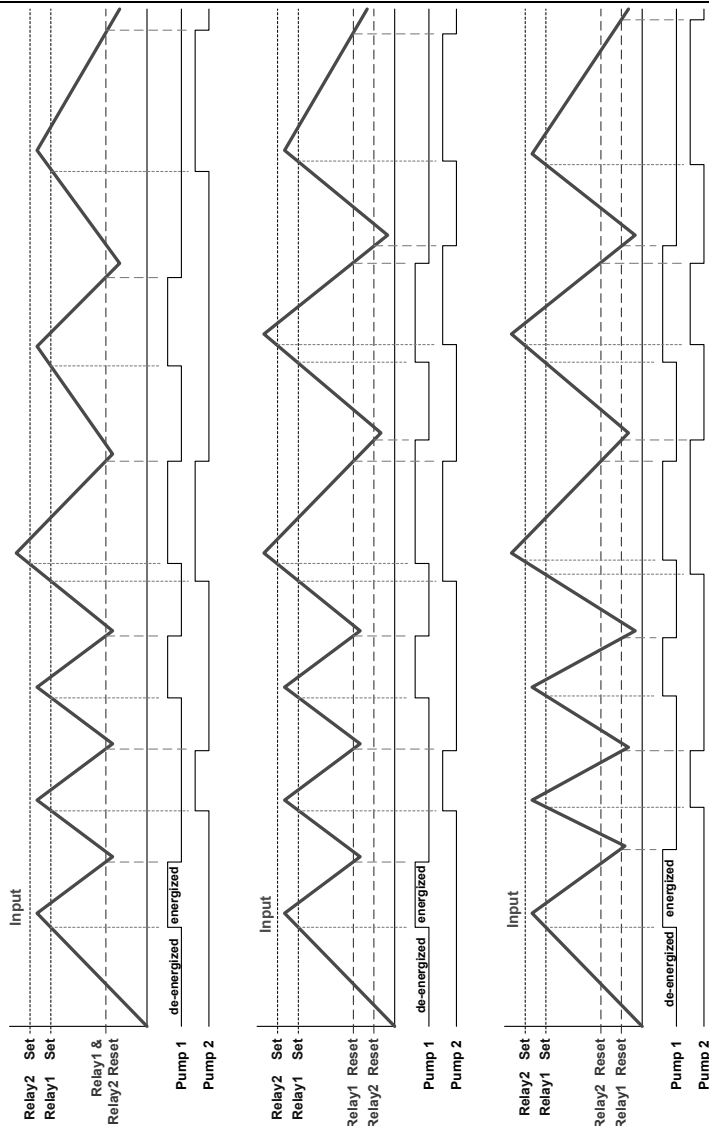 Input
de-energized
energized
Relay2 Set
Relay1 Set
Relay1 &
Relay2 Reset
Pump 1
Pump 2
Input
de-energized
energized
Relay2 Set
Relay1 Set
Relay1 Reset
Relay2 Reset
Pump 1
Pump 2
Input
de-energized
energized
Relay2 Set
Relay1 Set
Relay2 Reset
Relay1 Reset
Pump 1
Pump 2